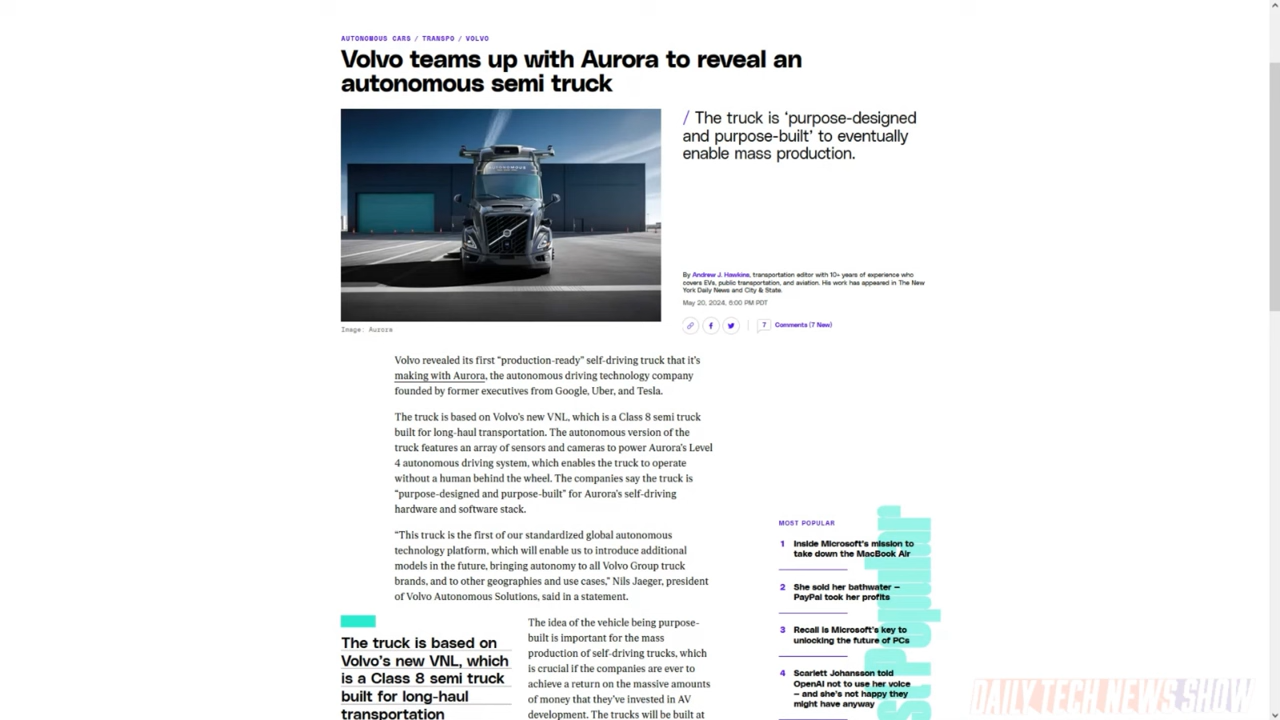 AUTONOMOUS CARS / TRANSPO / VOLVO
Volvo teams up with Aurora to reveal an
autonomous semi truck
/ The truck is ‘purpose-designed
and purpose-built’ to eventually
enable mass production.
By Andrew J. Hawkins, transportation editor with 10+ years of experience who
covers EVs, public transportation, and aviation. His work has appeared in The New
York Daily News and City & State.
May 20, 2024, 6:00 PM PDT
7 Comments (7 New)
Image: Aurora
Volvo revealed its first “production-ready” self-driving truck that it’s
making with Aurora, the autonomous driving technology company
founded by former executives from Google, Uber, and Tesla.
The truck is based on Volvo’s new VNL, which is a Class 8 semi truck
built for long-haul transportation. The autonomous version of the
truck features an array of sensors and cameras to power Aurora’s Level
4 autonomous driving system, which enables the truck to operate
without a human behind the wheel. The companies say the truck is
“purpose-designed and purpose-built” for Aurora’s self-driving
hardware and software stack.
“This truck is the first of our standardized global autonomous
technology platform, which will enable us to introduce additional
models in the future, bringing autonomy to all Volvo Group truck
brands, and to other geographies and use cases,” Nils Jaeger, president
of Volvo Autonomous Solutions, said in a statement.
The truck is based on
Volvo’s new VNL, which
is a Class 8 semi truck
built for long-haul
transportation
The idea of the vehicle being purpose-
built is important for the mass
production of self-driving trucks, which
is crucial if the companies are ever to
achieve a return on the massive amounts
of money that they’ve invested in AV
development. The trucks will be built at
MOST POPULAR
1 Inside Microsoft’s mission to
take down the MacBook Air
2 She sold her bathwater —
PayPal took her profits
3 Recall is Microsoft’s key to
unlocking the future of PCs
4 Scarlett Johansson told
OpenAI not to use her voice
— and she’s not happy they
might have anyway
st Popular
DAILY TECH NEWS SHOW